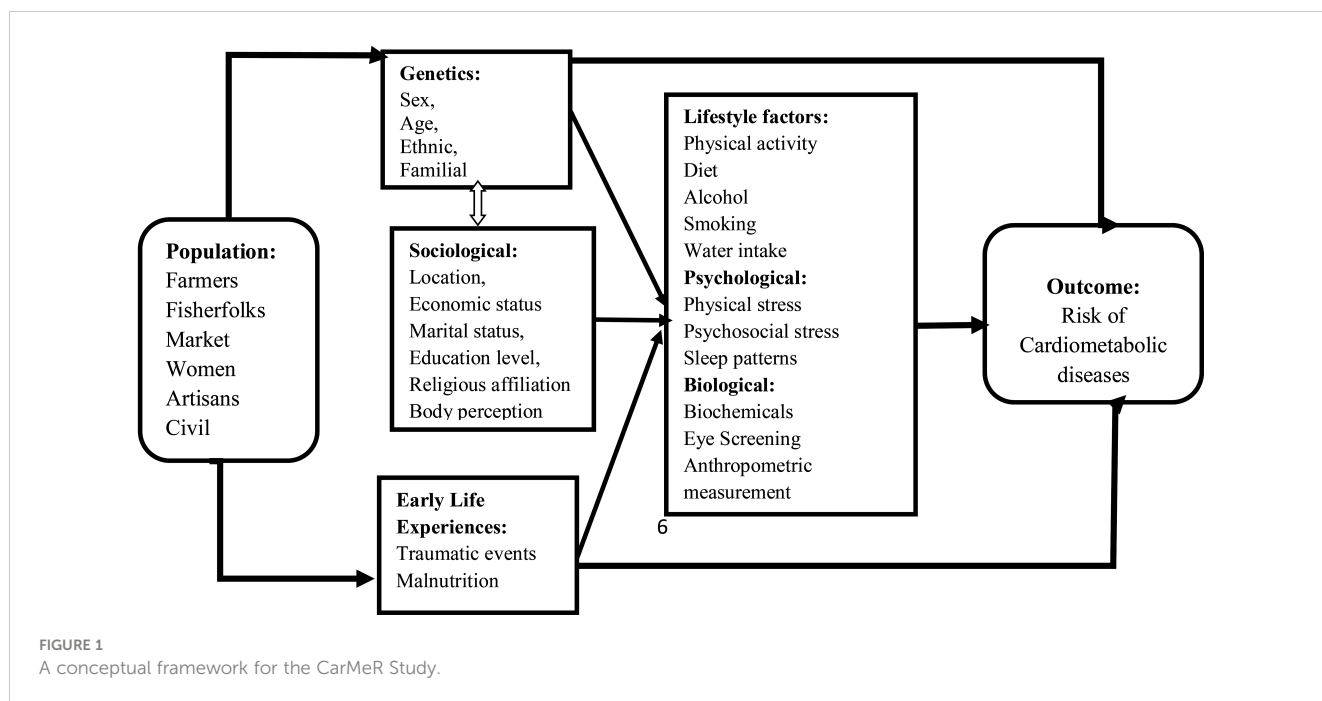 Genetics:
Sex,
Age,
Ethnic,
Familial
Population:
Farmers
Fisherfolks
Market
Women
Artisans
Civil
Sociological:
Location,
Economic status
Marital status,
Education level,
Religious affiliation
Body perception
Early Life
Experiences:
Traumatic events
Malnutrition
Lifestyle factors:
Physical activity
Diet
Alcohol
Smoking
Water intake
Psychological:
Physical stress
Psychosocial stress
Sleep patterns
Biological:
Biochemicals
Eye Screening
Anthropometric
measurement
6
Outcome:
Risk of
Cardiometabolic
diseases
FIGURE 1
A conceptual framework for the CarMeR Study.